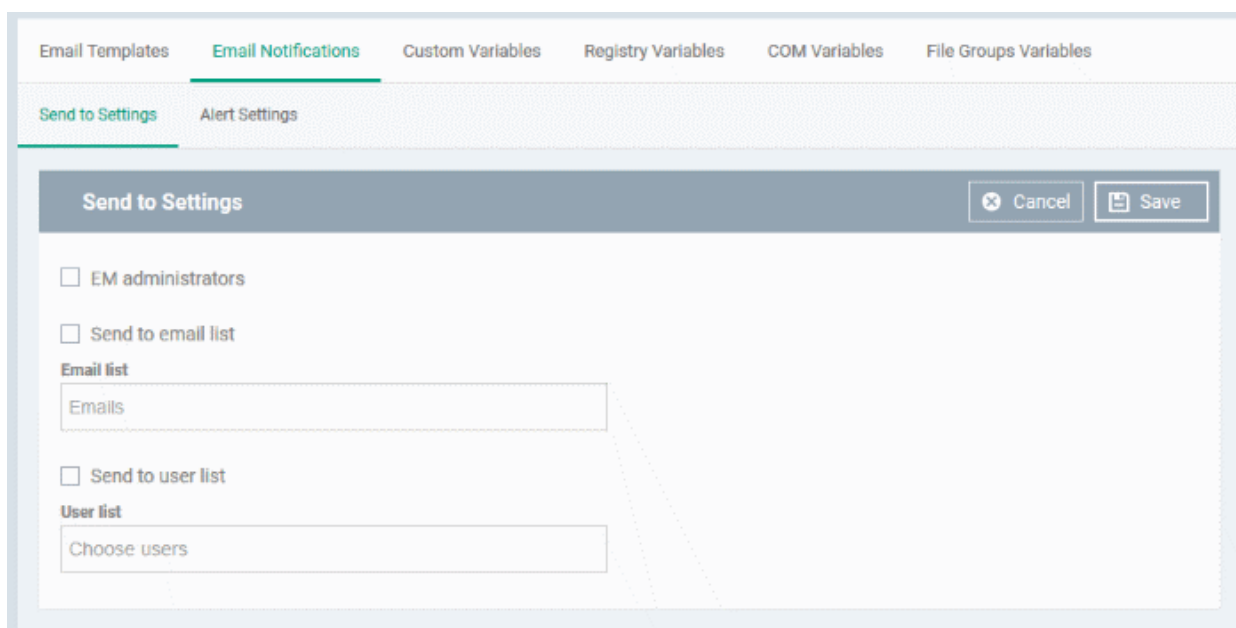 Email Templates Email Notifications Custom Variables Registry Variables COM Variables File Groups Variables
Send to Settings Alert Settings
Send to Settings Cancel Save
EM administrators
Send to email list
Email list
Emails
Send to user list
User list
Choose users